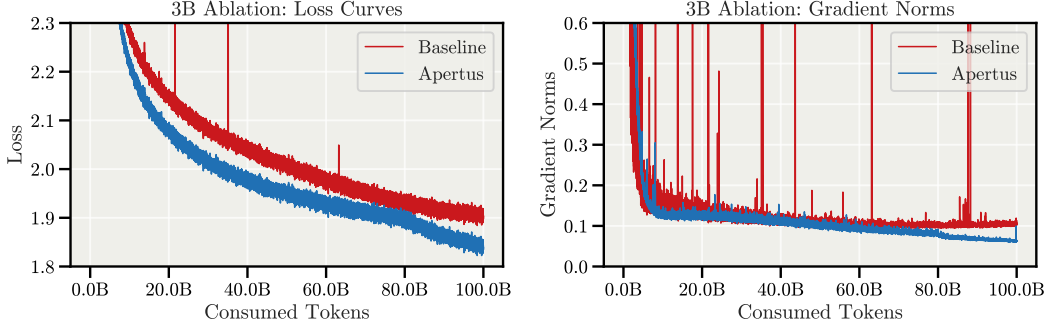 3B Ablation: Loss Curves
2.3
2.2
2.1
2.0
1.9
1.8
Loss
Baseline
Apertus
0.0B 20.0B 40.0B 60.0B 80.0B 100.0B
Consumed Tokens
3B Ablation: Gradient Norms
0.6
0.5
0.4
0.3
0.2
0.1
0.0
Gradient Norms
Baseline
Apertus
0.0B 20.0B 40.0B 60.0B 80.0B 100.0B
Consumed Tokens